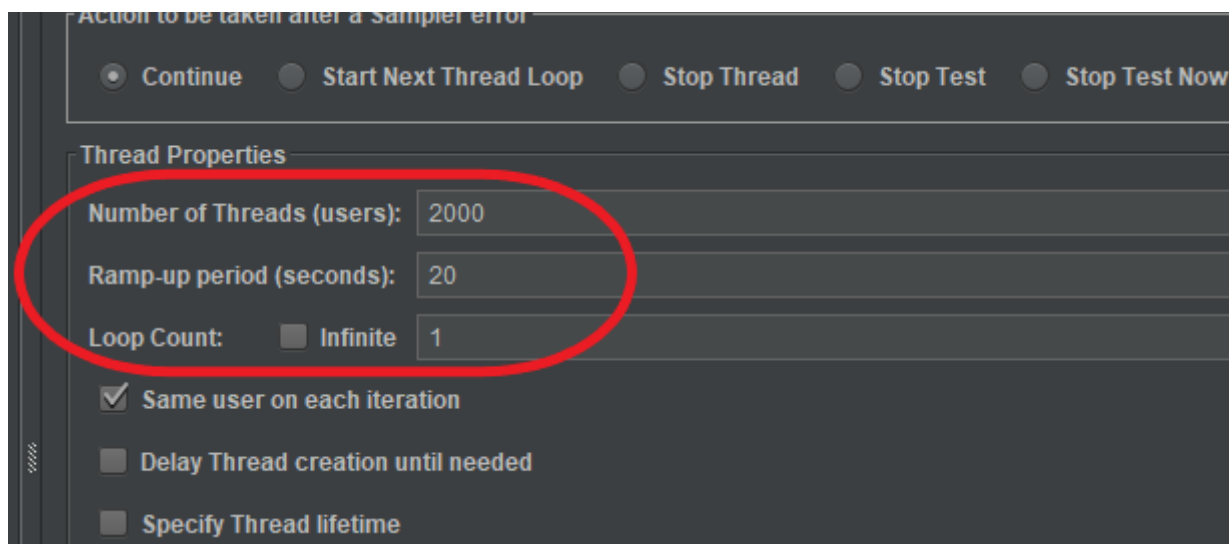 Action to be taken after a Sampler error
Continue Start Next Thread Loop Stop Thread Stop Test Stop Test Now
Thread Properties
Number of Threads (users): 2000
Ramp-up period (seconds): 20
Loop Count: Infinite 1
Same user on each iteration
Delay Thread creation until needed
Specify Thread lifetime